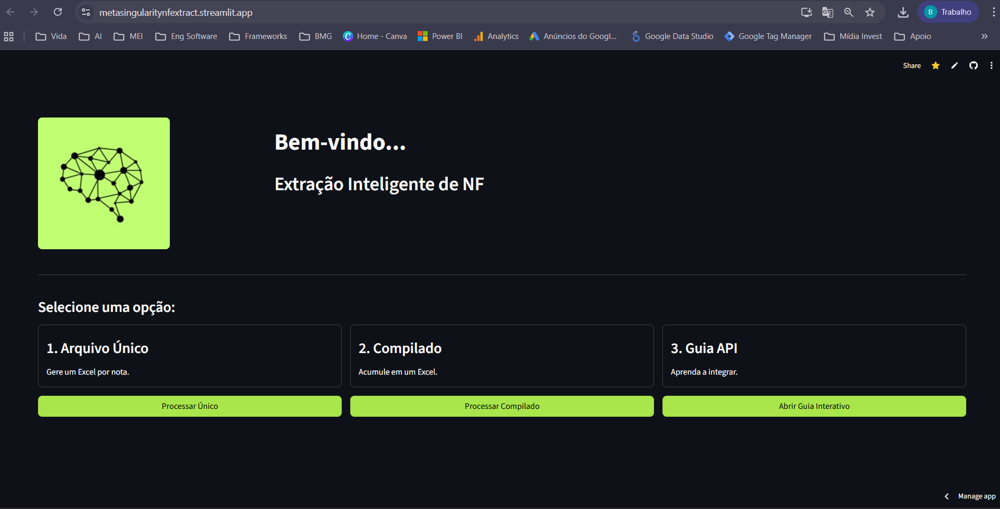 metasingularitynfextract.streamlit.app
B Trabalho
Vida AI MEI Eng Software Frameworks BMG Home - Canva Power BI Analytics Anúncios do Googl... Google Data Studio Google Tag Manager Mídia Invest Apoio
Share
Bem-vindo...
Extração Inteligente de NF
Selecione uma opção:
1. Arquivo Único
Gere um Excel por nota.
Processar Único
2. Compilado
Acumule em um Excel.
Processar Compilado
3. Guia API
Aprenda a integrar.
Abrir Guia Interativo
Manage app